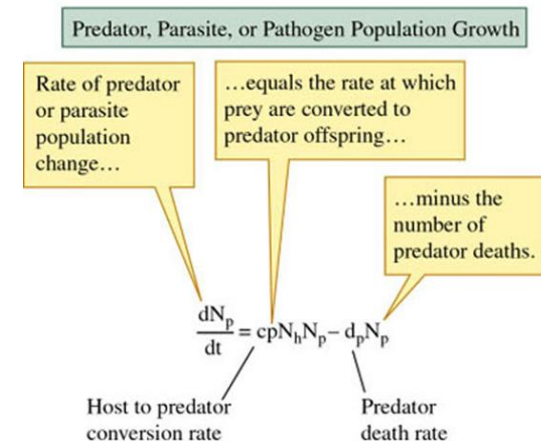 Predator, Parasite, or Pathogen Population Growth
Rate of predator
or parasite
population
change…
…equals the rate at which
prey are converted to
predator offspring…
…minus the
number of
predator deaths.
dNₚ/dt = cpNₕNₚ – dₚNₚ
Host to predator
conversion rate
Predator
death rate